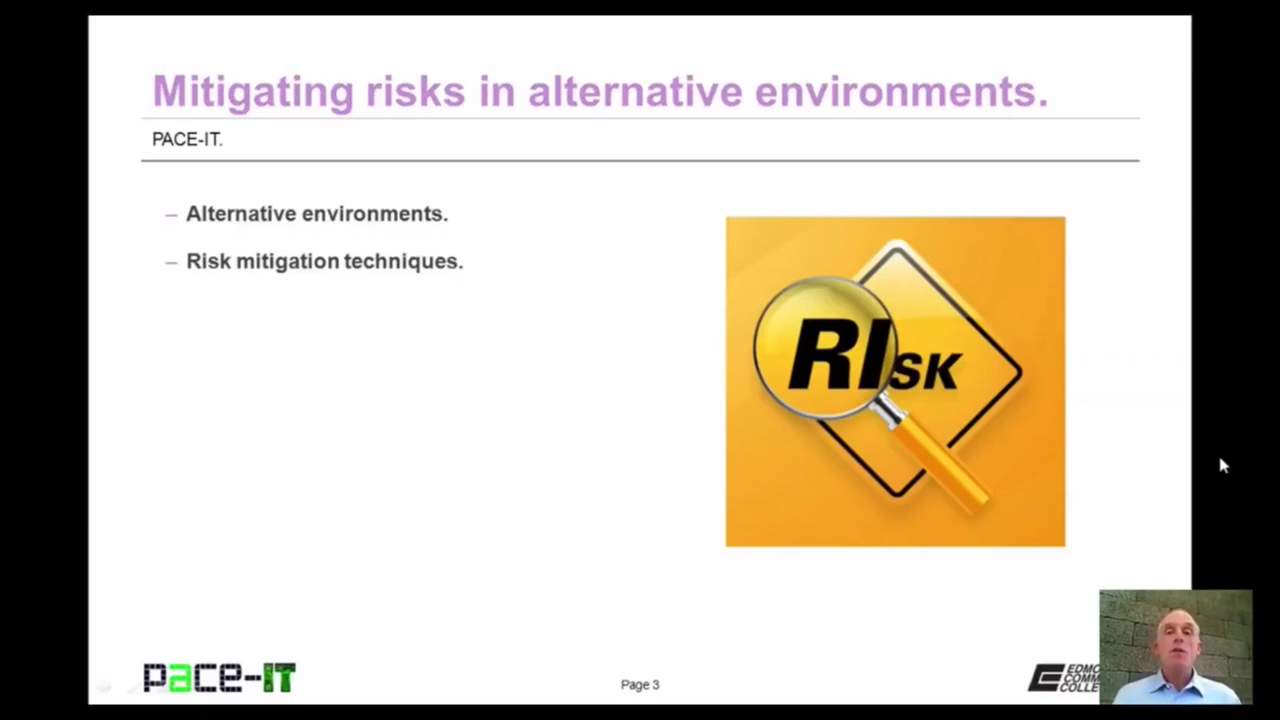 Mitigating risks in alternative environments.
PACE-IT.
– Alternative environments.
– Risk mitigation techniques.
RISK
pace-IT
Page 3